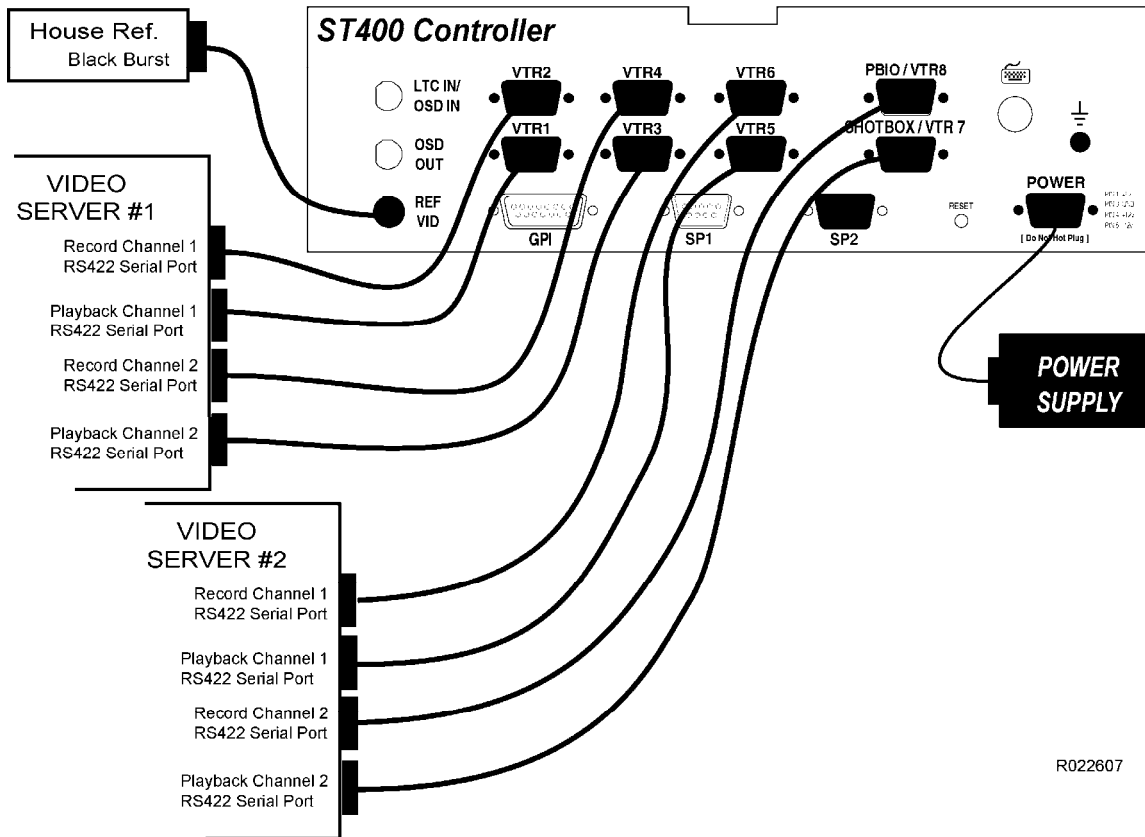 House Ref.
Black Burst
ST400 Controller
LTC IN/
OSD IN
OSD
OUT
REF
VID
VTR2
VTR4
VTR6
PBIO / VTR8
VTR1
VTR3
VTR5
SHOTBOX / VTR 7
GPI
SP1
SP2
RESET
POWER
[ Do Not Hot Plug ]
POWER
SUPPLY
VIDEO
SERVER #1
Record Channel 1
RS422 Serial Port
Playback Channel 1
RS422 Serial Port
Record Channel 2
RS422 Serial Port
Playback Channel 2
RS422 Serial Port
VIDEO
SERVER #2
Record Channel 1
RS422 Serial Port
Playback Channel 1
RS422 Serial Port
Record Channel 2
RS422 Serial Port
Playback Channel 2
RS422 Serial Port
R022607